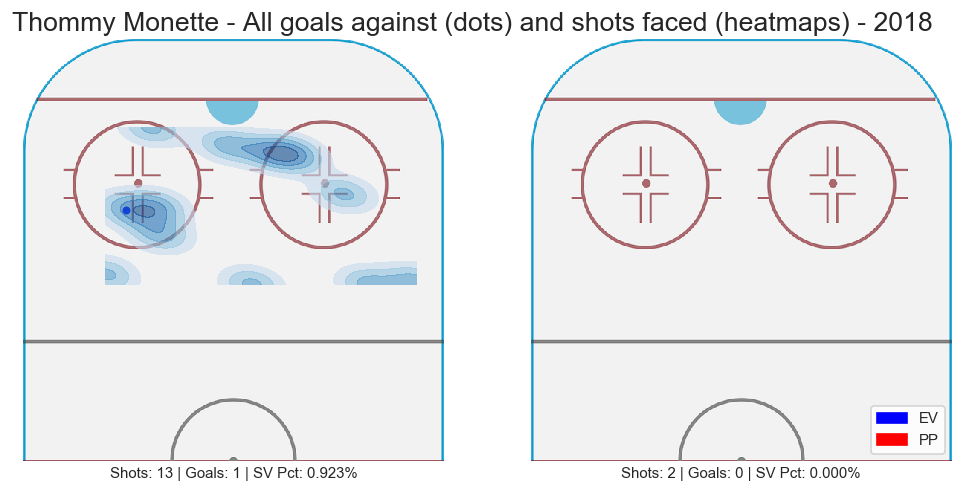 Thommy Monette - All goals against (dots) and shots faced (heatmaps) - 2018
EV
PP
Shots: 13 | Goals: 1 | SV Pct: 0.923%
Shots: 2 | Goals: 0 | SV Pct: 0.000%